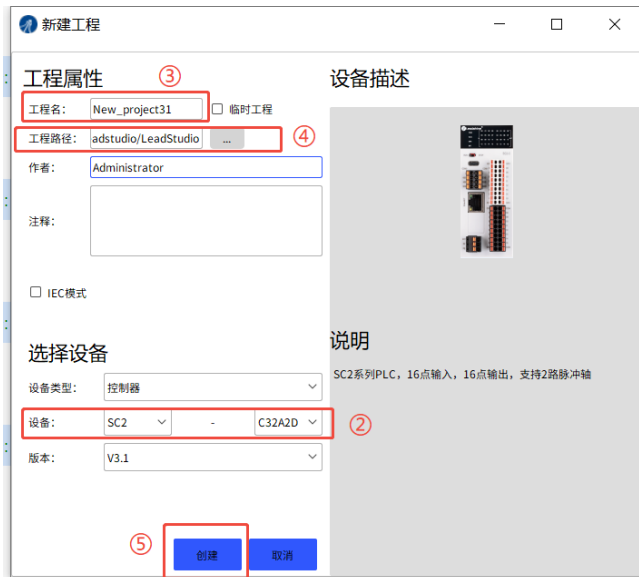 新建工程
工程属性
③
设备描述
工程名：
New_project31
临时工程
工程路径：
adstudio/LeadStudio
...
④
作者：
Administrator
注释：
IEC模式
说明
选择设备
SC2系列PLC，16点输入，16点输出，支持2路脉冲轴
设备类型：
控制器
设备：
SC2
-
C32A2D
②
版本：
V3.1
⑤
创建
取消